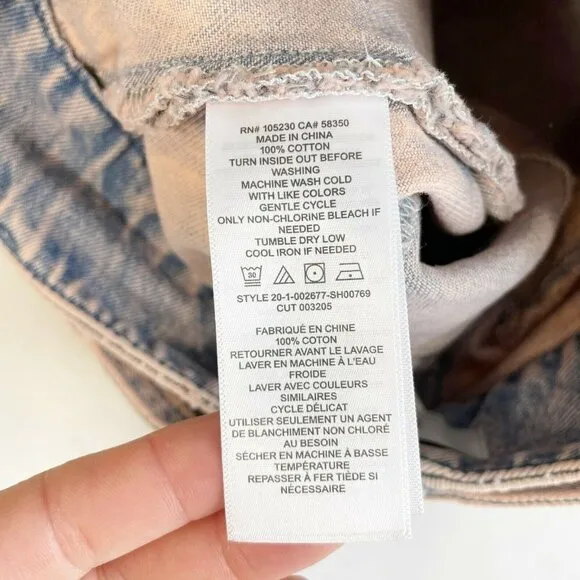 RN# 105230 CA# 58350
MADE IN CHINA
100% COTTON
TURN INSIDE OUT BEFORE
WASHING
MACHINE WASH COLD
WITH LIKE COLORS
GENTLE CYCLE
ONLY NON-CHLORINE BLEACH IF
NEEDED
TUMBLE DRY LOW
COOL IRON IF NEEDED
30
STYLE 20-1-002677-SH00769
CUT 003205
FABRIQUÉ EN CHINE
100% COTON
RETOURNER AVANT LE LAVAGE
LAVER EN MACHINE À L'EAU
FROIDE
LAVER AVEC COULEURS
SIMILAIRES
CYCLE DÉLICAT
UTILISER SEULEMENT UN AGENT
DE BLANCHIMENT NON CHLORÉ
AU BESOIN
SÉCHER EN MACHINE À BASSE
TEMPÉRATURE
REPASSER À FER TIÈDE SI
NÉCESSAIRE